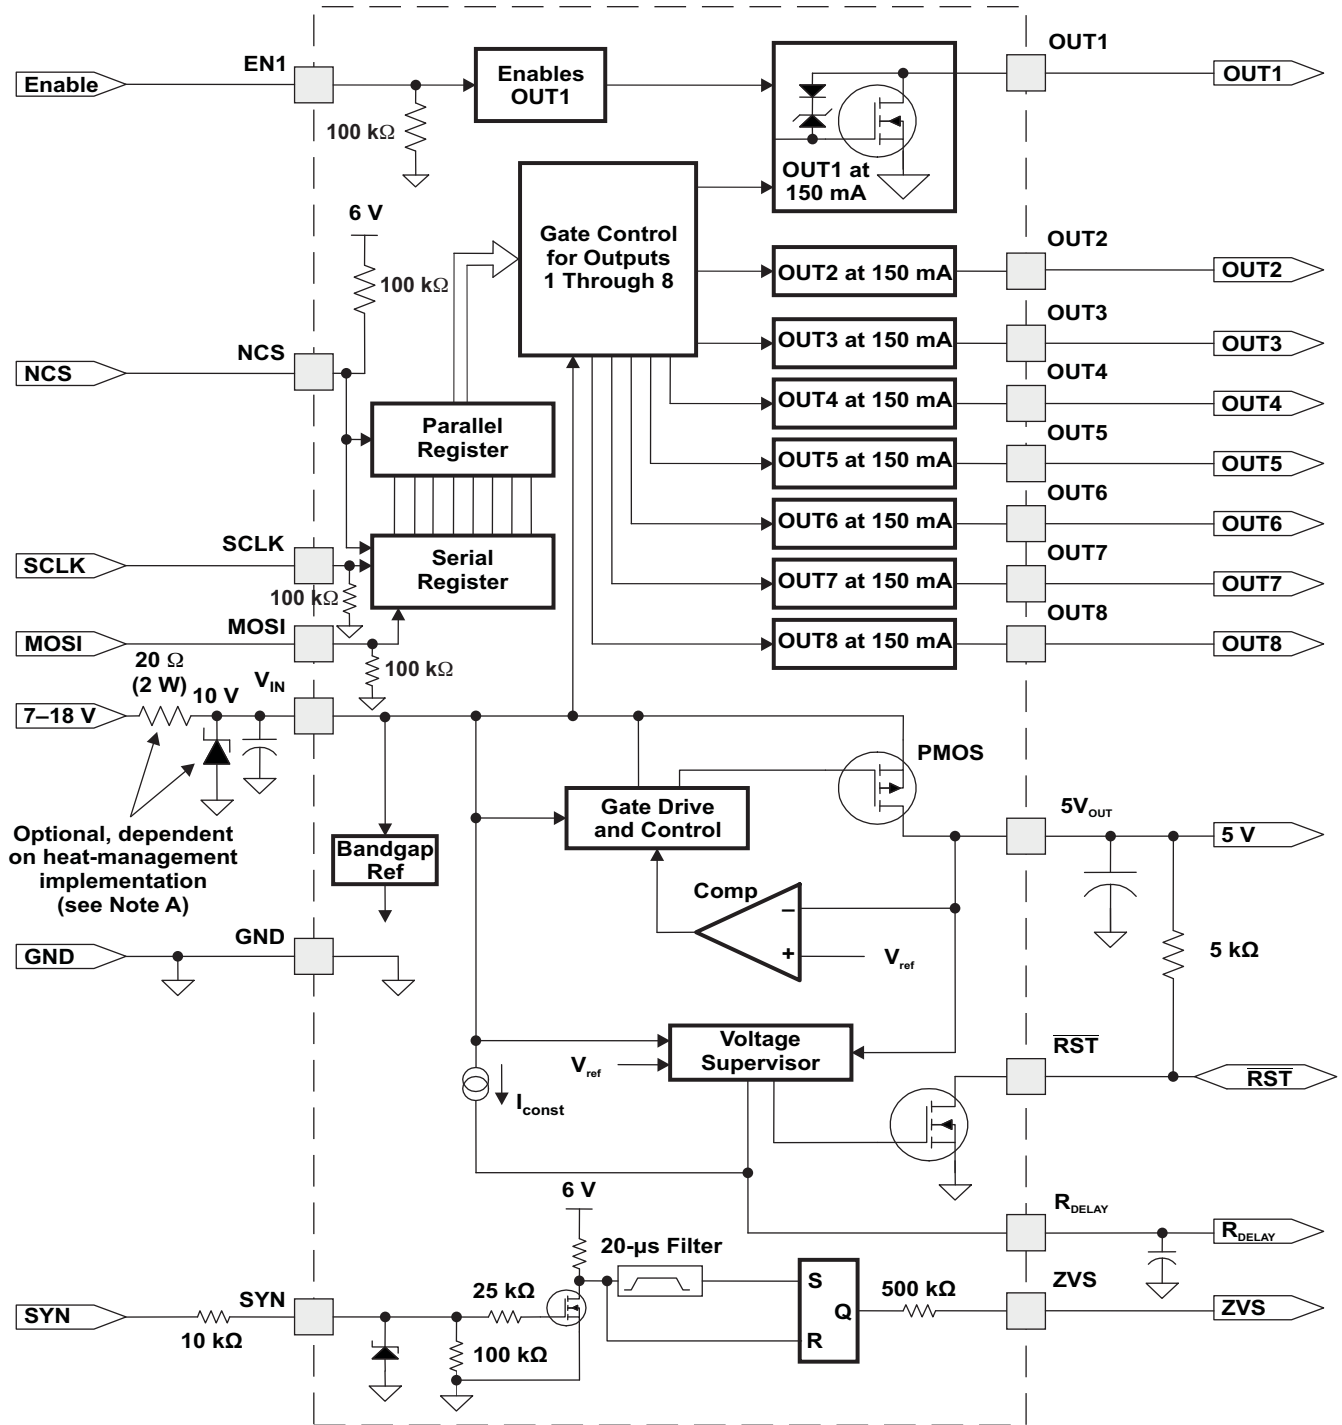 OUT1
EN1
Enable
Enables
OUT1
OUT1
100 kΩ
OUT1 at
150 mA
6 V
Gate Control
for Outputs
1 Through 8
OUT2
100 kΩ
OUT2 at 150 mA
OUT2
OUT3
NCS
NCS
OUT3 at 150 mA
OUT3
OUT4
Parallel
Register
OUT4 at 150 mA
OUT4
OUT5
OUT5 at 150 mA
OUT5
OUT6
SCLK
SCLK
Serial
Register
OUT6 at 150 mA
OUT6
OUT7
100 kΩ
OUT7 at 150 mA
OUT7
OUT8
MOSI
MOSI
100 kΩ
OUT8 at 150 mA
OUT8
20 Ω
(2 W)
10 V
VIN
7–18 V
PMOS
Gate Drive
and Control
5VOUT
5 V
Optional, dependent
on heat-management
implementation
(see Note A)
Bandgap
Ref
Comp
–
+
Vref
GND
GND
5 kΩ
Voltage
Supervisor
Vref
Iconst
RST
RST
6 V
RDELAY
RDELAY
20-µs Filter
ZVS
SYN
SYN
10 kΩ
25 kΩ
100 kΩ
S
Q
R
500 kΩ
ZVS